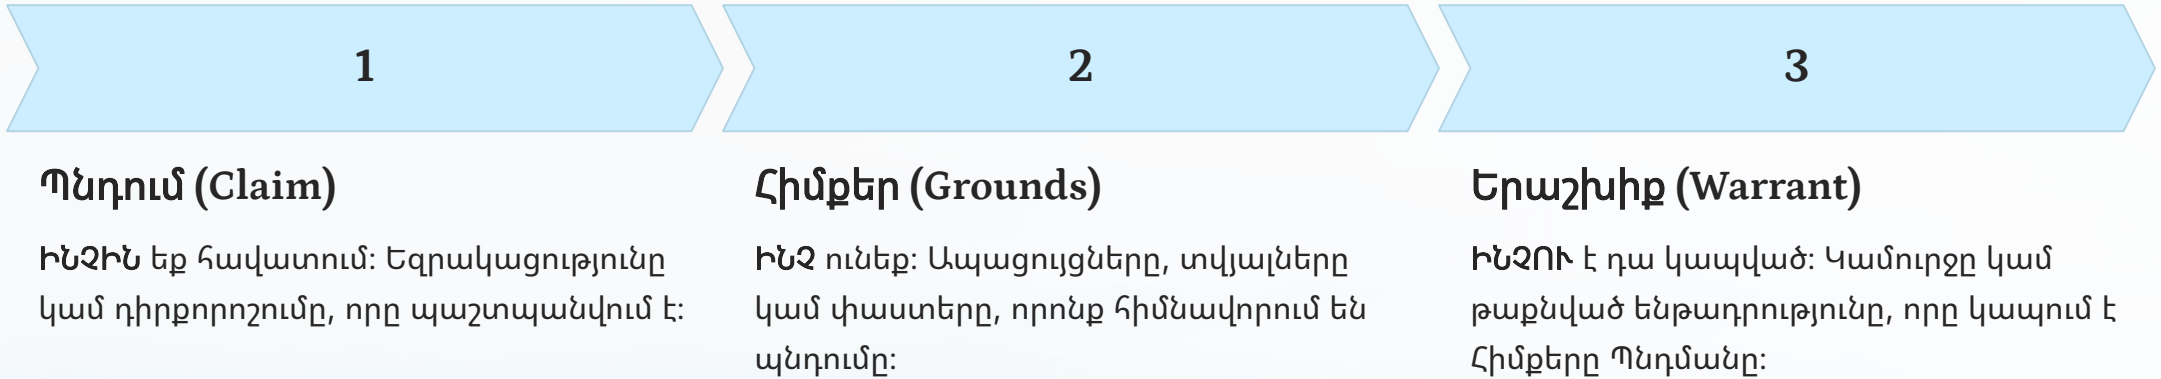 1
Պնդում (Claim)
ԻՆՉԻՆ եք հավատում: Եզրակացությունը
կամ դիրքորոշումը, որը պաշտպանվում է:
2
Հիմքեր (Grounds)
ԻՆՉ ունեք: Ապացույցները, տվյալները
կամ փաստերը, որոնք հիմնավորում են
պնդումը:
3
Երաշխիք (Warrant)
ԻՆՉՈՒ է դա կապված: Կամուրջը կամ
թաքնված ենթադրությունը, որը կապում է
Հիմքերը Պնդմանը: